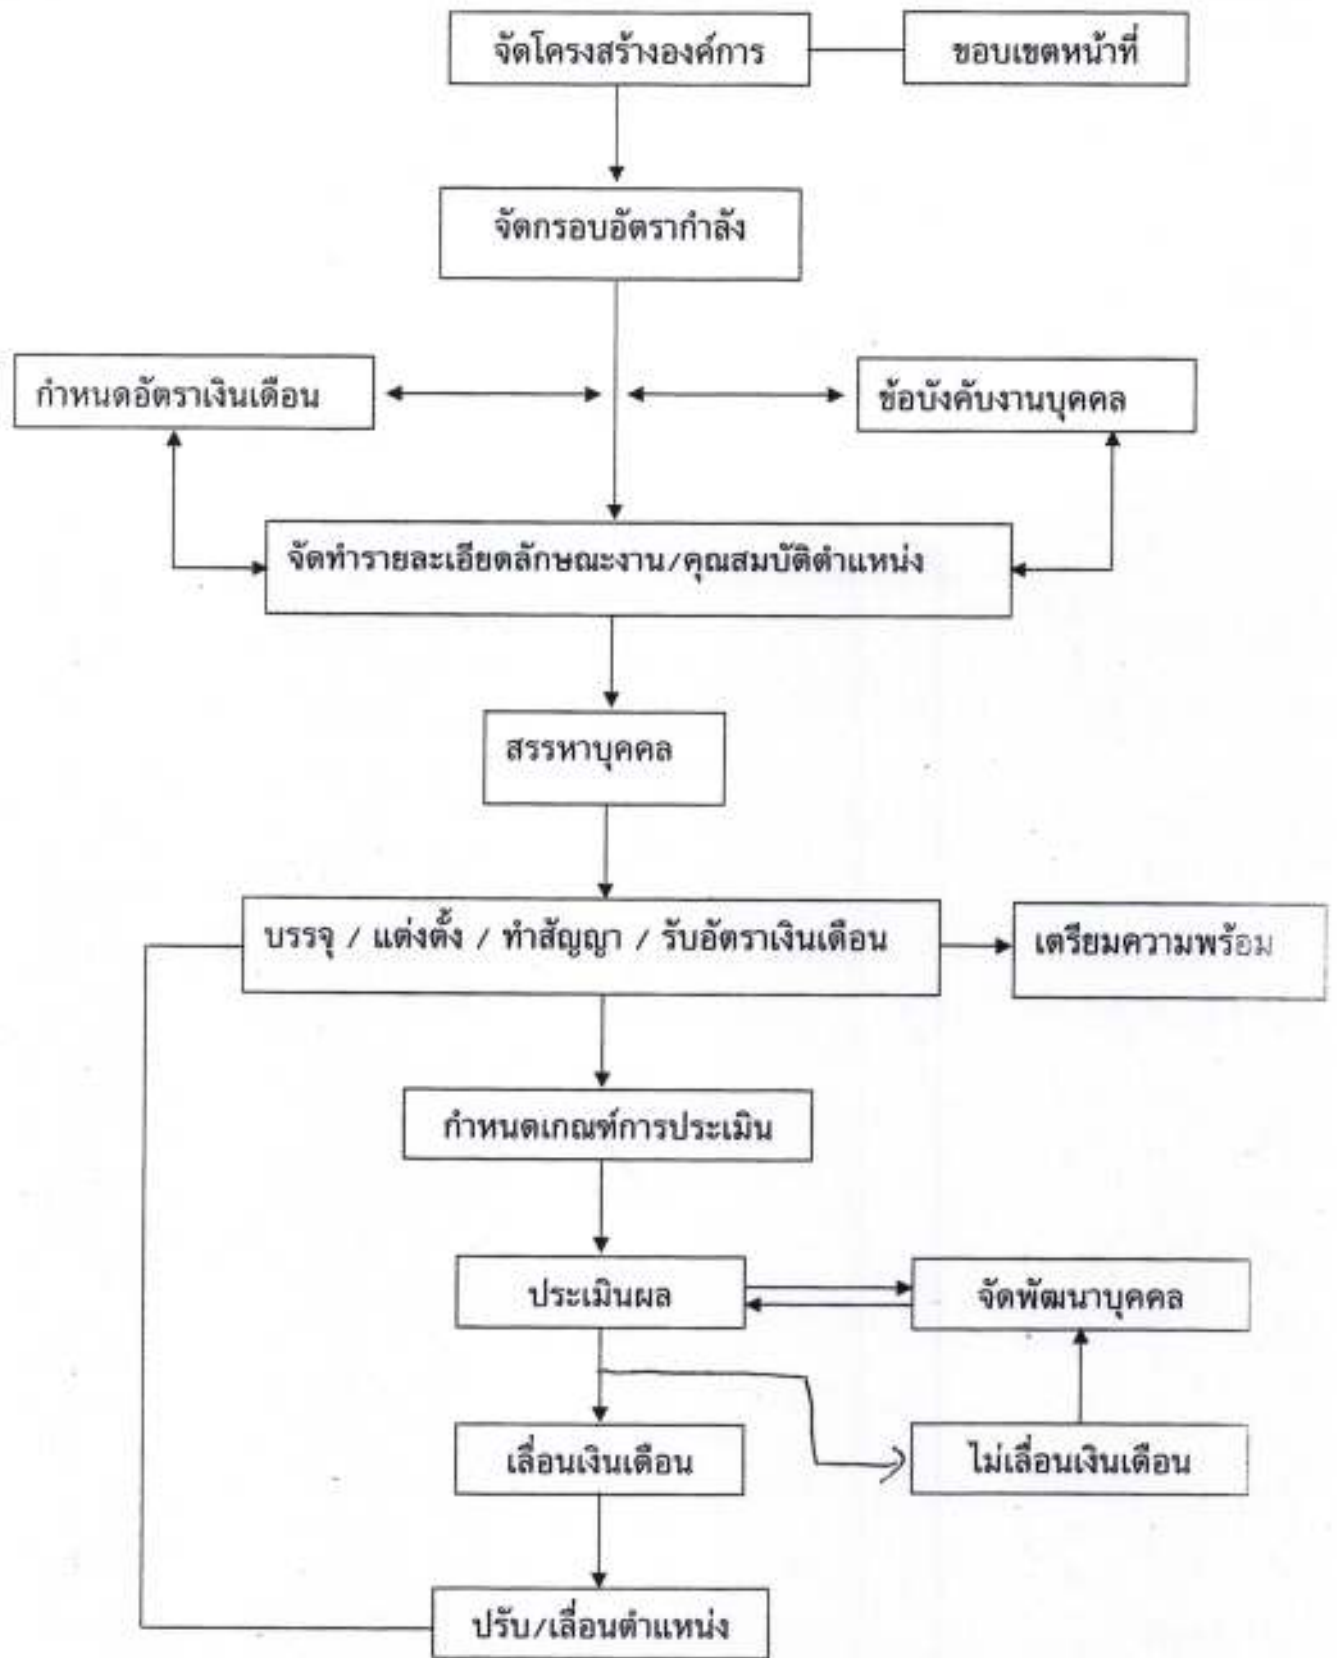 จัดโครงสร้างองค์การ
ขอบเขตหน้าที่
จัดกรอบอัตรากำลัง
กำหนดอัตราเงินเดือน
ข้อบังคับงานบุคคล
จัดทำรายละเอียดลักษณะงาน/คุณสมบัติตำแหน่ง
สรรหาบุคคล
บรรจุ / แต่งตั้ง / ทำสัญญา / รับอัตราเงินเดือน
เตรียมความพร้อม
กำหนดเกณฑ์การประเมิน
ประเมินผล
จัดพัฒนาบุคคล
เลื่อนเงินเดือน
ไม่เลื่อนเงินเดือน
ปรับ/เลื่อนตำแหน่ง